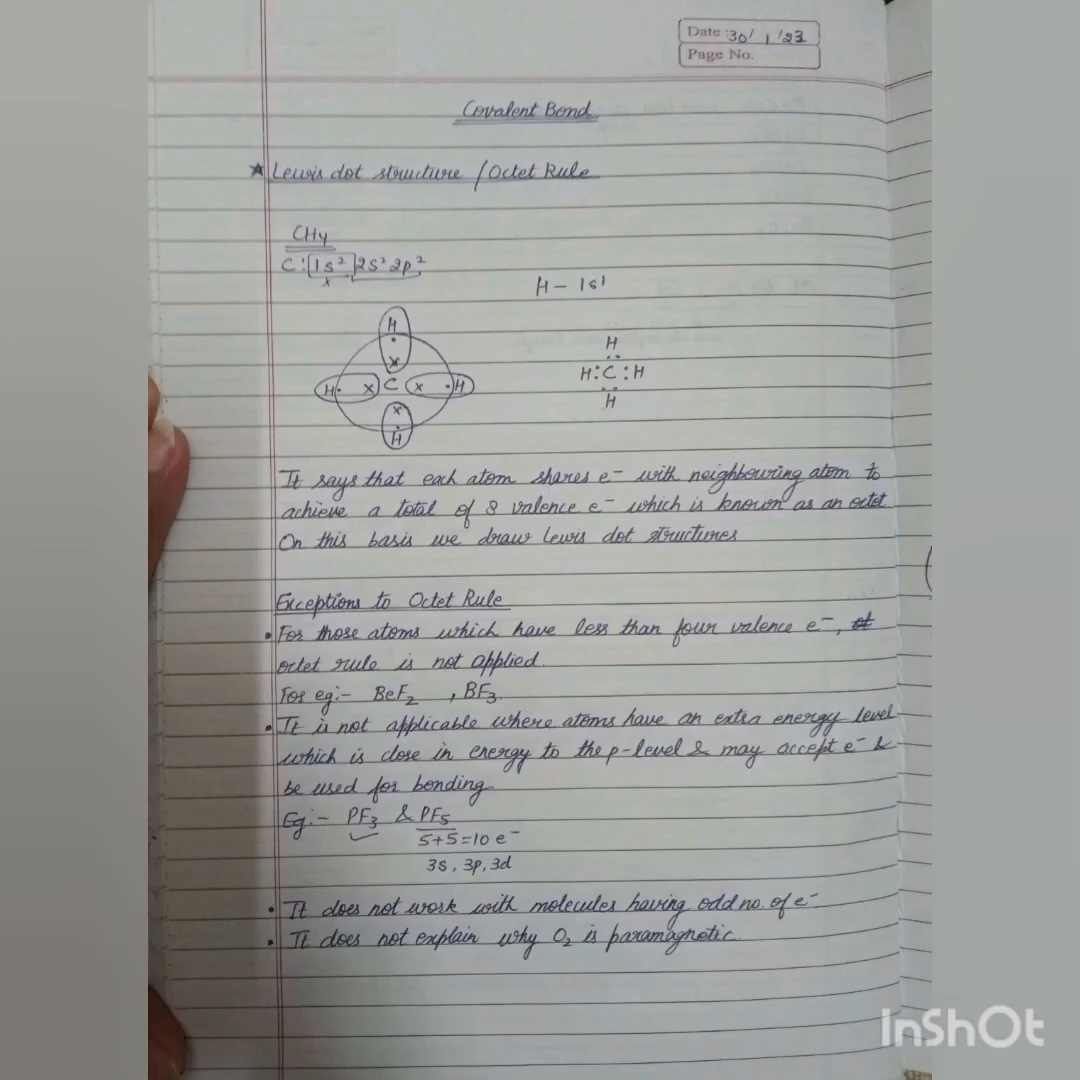 Date : 30/ 1 /23
Page No.
Covalent Bond
★ Lewis dot structure / Octet Rule
CH4
C : 1s² 2s² 2p²
x
H - 1s¹
H
x
H x C x H
x
H
H
H : C : H
H
It says that each atom shares e⁻ with neighbouring atom to
achieve a total of 8 valence e⁻ which is known as an octet
On this basis we draw Lewis dot structures
Exceptions to Octet Rule
• For those atoms which have less than four valence e⁻,
octet rule is not applied.
For eg:- BeF₂ , BF₃
• It is not applicable where atoms have an extra energy level
which is close in energy to the p-level & may accept e⁻ &
be used for bonding.
Eg:- PF₃ & PF₅
5+5=10 e⁻
3s, 3p, 3d
• It does not work with molecules having odd no. of e⁻
• It does not explain why O₂ is paramagnetic.
InShOt